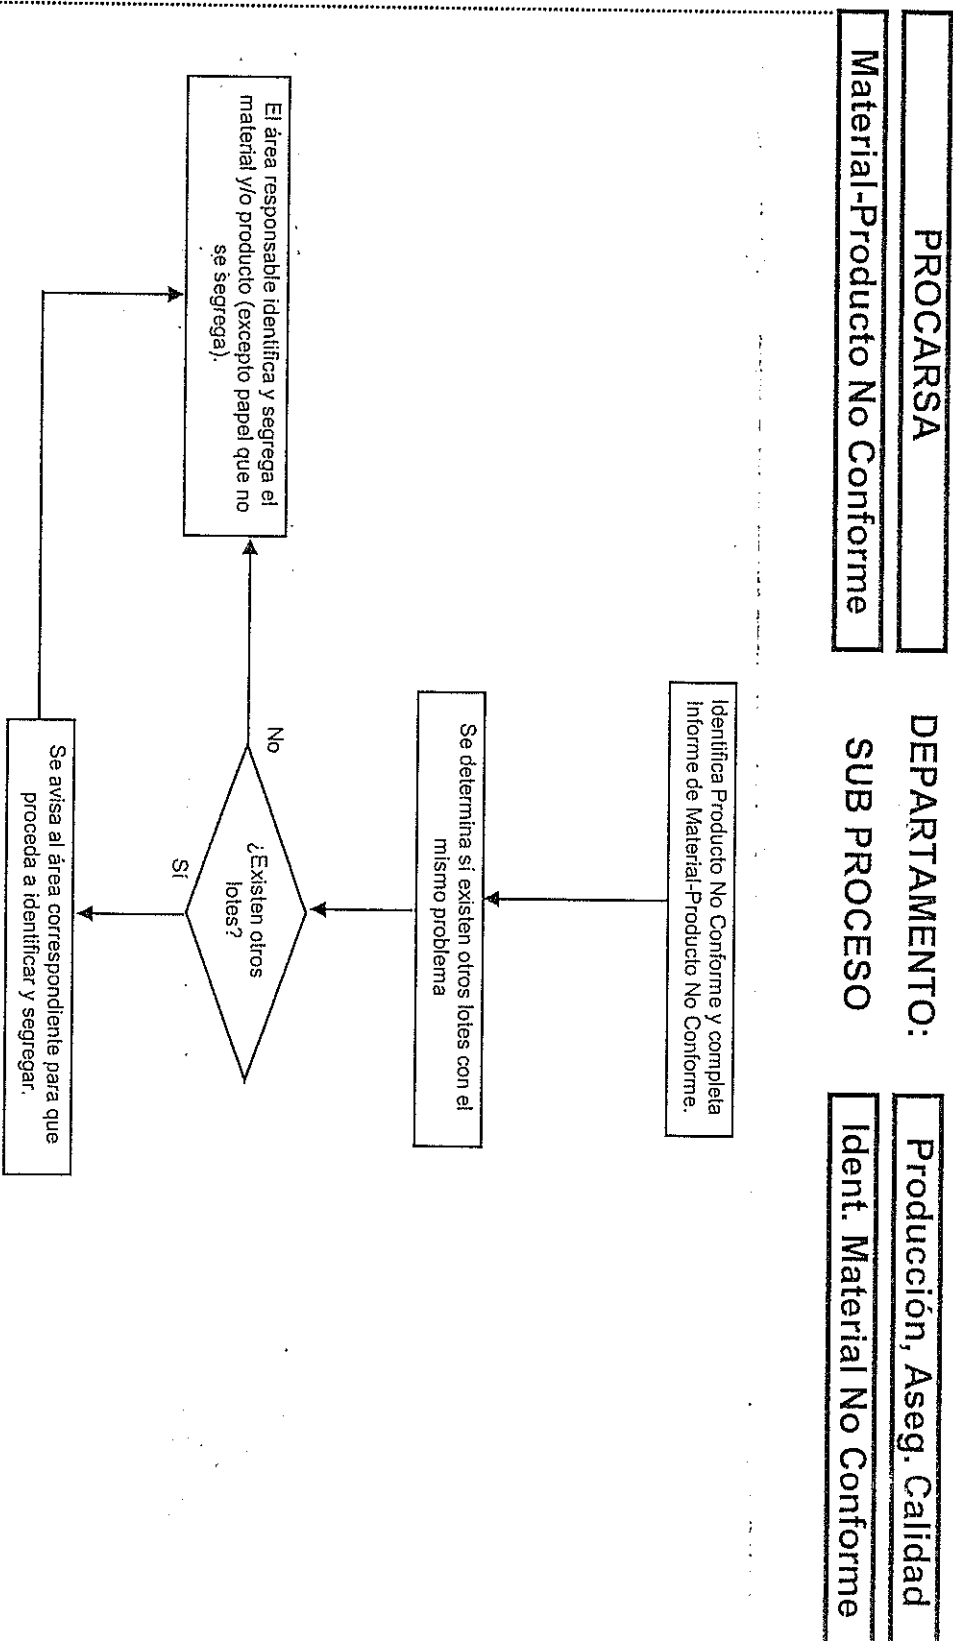 PROCARSA
DEPARTAMENTO:
Producción, Aseg. Calidad
Material-Producto No Conforme
SUB PROCESO
Ident. Material No Conforme
Identifica Producto No Conforme y completa
Informe de Material-Producto No Conforme.
Se determina sí existen otros lotes con el
mismo problema
¿Existen otros
lotes?
No
Sí
El área responsable identifica y segrega el
material y/o producto (excepto papel que no
se segrega).
Se avisa al área correspondiente para que
proceda a identificar y segregar.